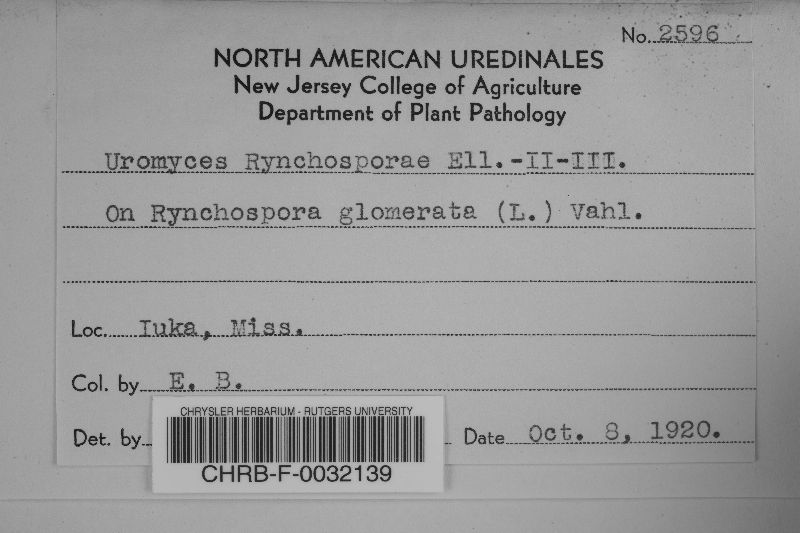 No. 2596
NORTH AMERICAN UREDINALES
New Jersey College of Agriculture
Department of Plant Pathology
Uromyces Rynchosporae Ell.-II-III.
On Rynchospora glomerata (L.) Vahl.
Loc. Iuka, Miss.
Col. by E. B.
Det. by
Date Oct. 8, 1920.
CHRYSLER HERBARIUM - RUTGERS UNIVERSITY
CHRB-F-0032139